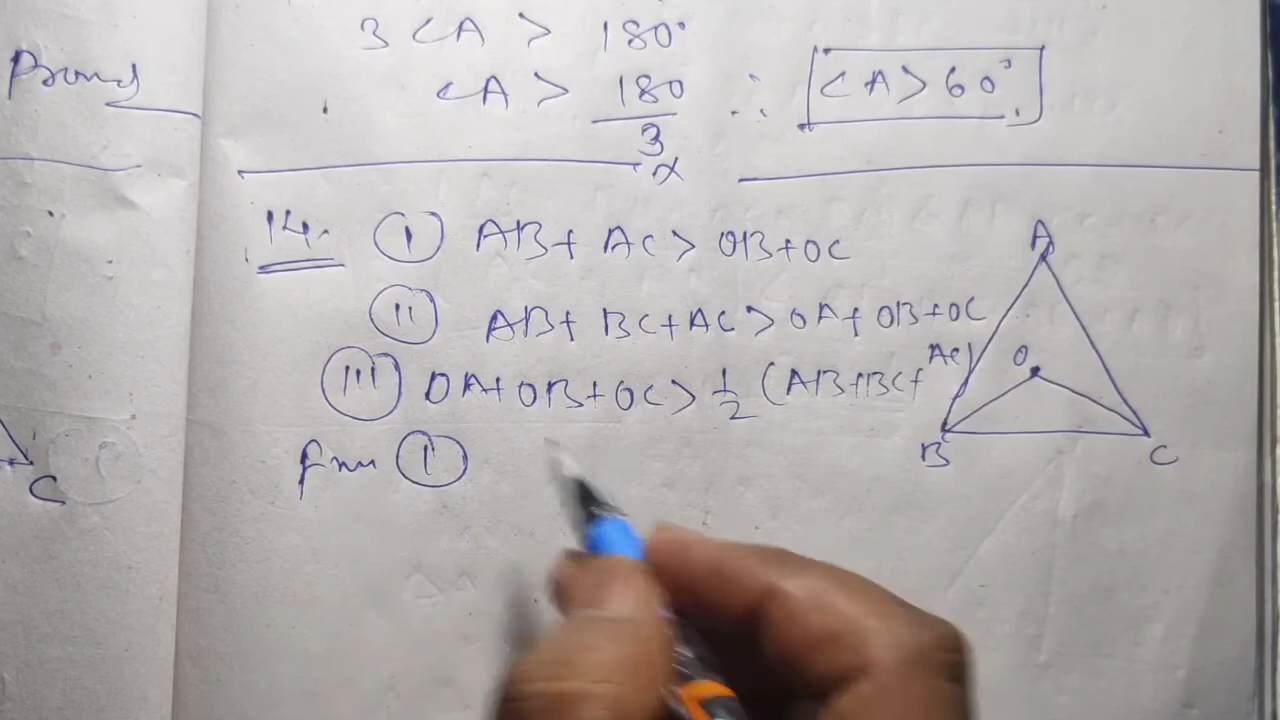 Proved
C
3 <A > 180°
<A > 180/3 ∴ <A > 60°
x
14. (I) AB + AC > OB + OC
(II) AB + BC + AC > OA + OB + OC
(III) OA + OB + OC > 1/2 (AB + BC + AC)
from (I)
A
O
B
C